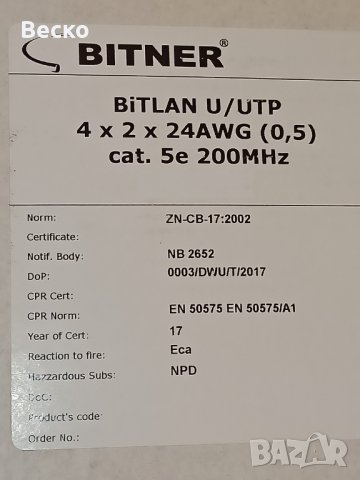 Becko
BITNER®
BiTLAN U/UTP
4 x 2 x 24AWG (0,5)
cat. 5e 200MHz
Norm: ZN-CB-17:2002
Certificate:
Notif. Body: NB 2652
DoP: 0003/DWU/T/2017
CPR Cert:
CPR Norm: EN 50575 EN 50575/A1
Year of Cert: 17
Reaction to fire: Eca
Hazzardous Subs: NPD
DoC:
Product's code:
Order No.:
BAZAR